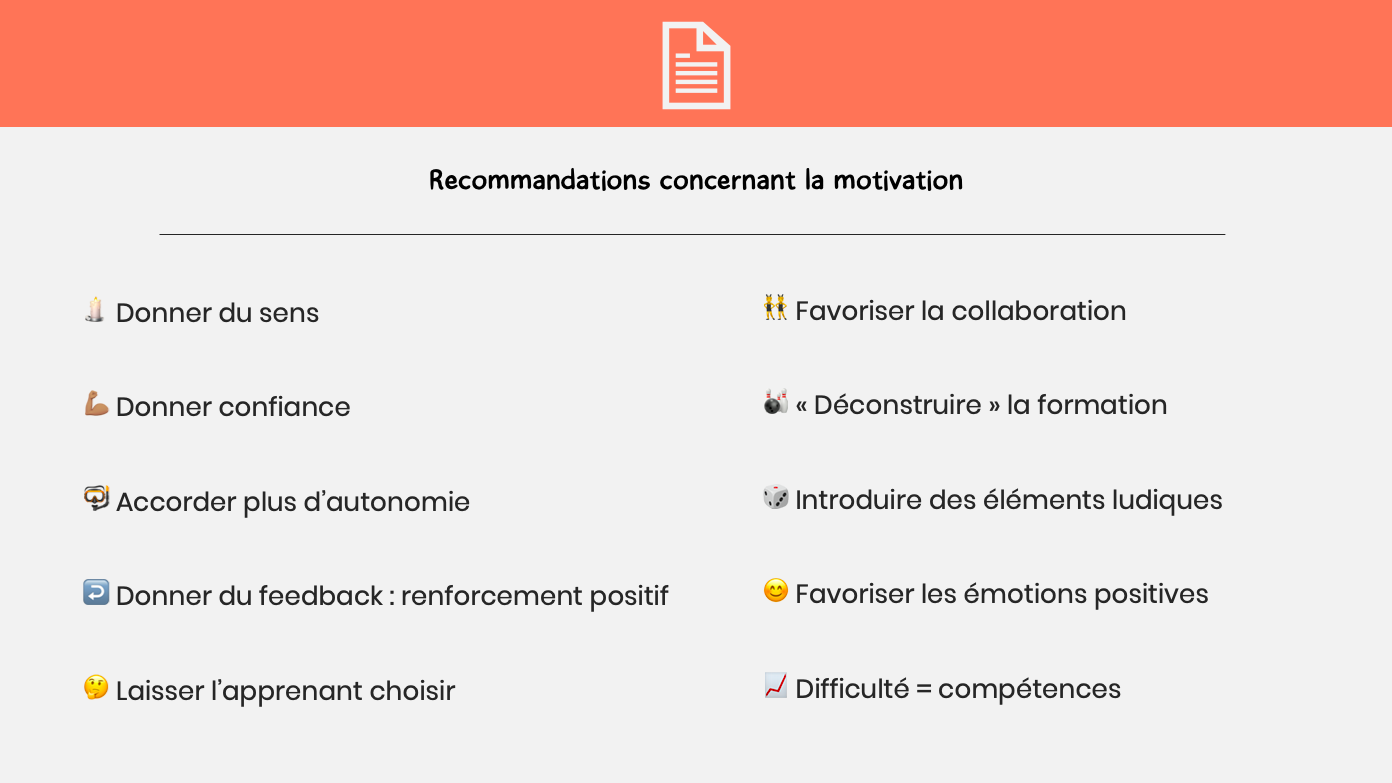 Recommandations concernant la motivation
🕯️ Donner du sens
💪🏽 Donner confiance
🤿 Accorder plus d’autonomie
↩️ Donner du feedback : renforcement positif
🤔 Laisser l’apprenant choisir
👯 Favoriser la collaboration
🎳 « Déconstruire » la formation
🎲 Introduire des éléments ludiques
😊 Favoriser les émotions positives
📈 Difficulté = compétences